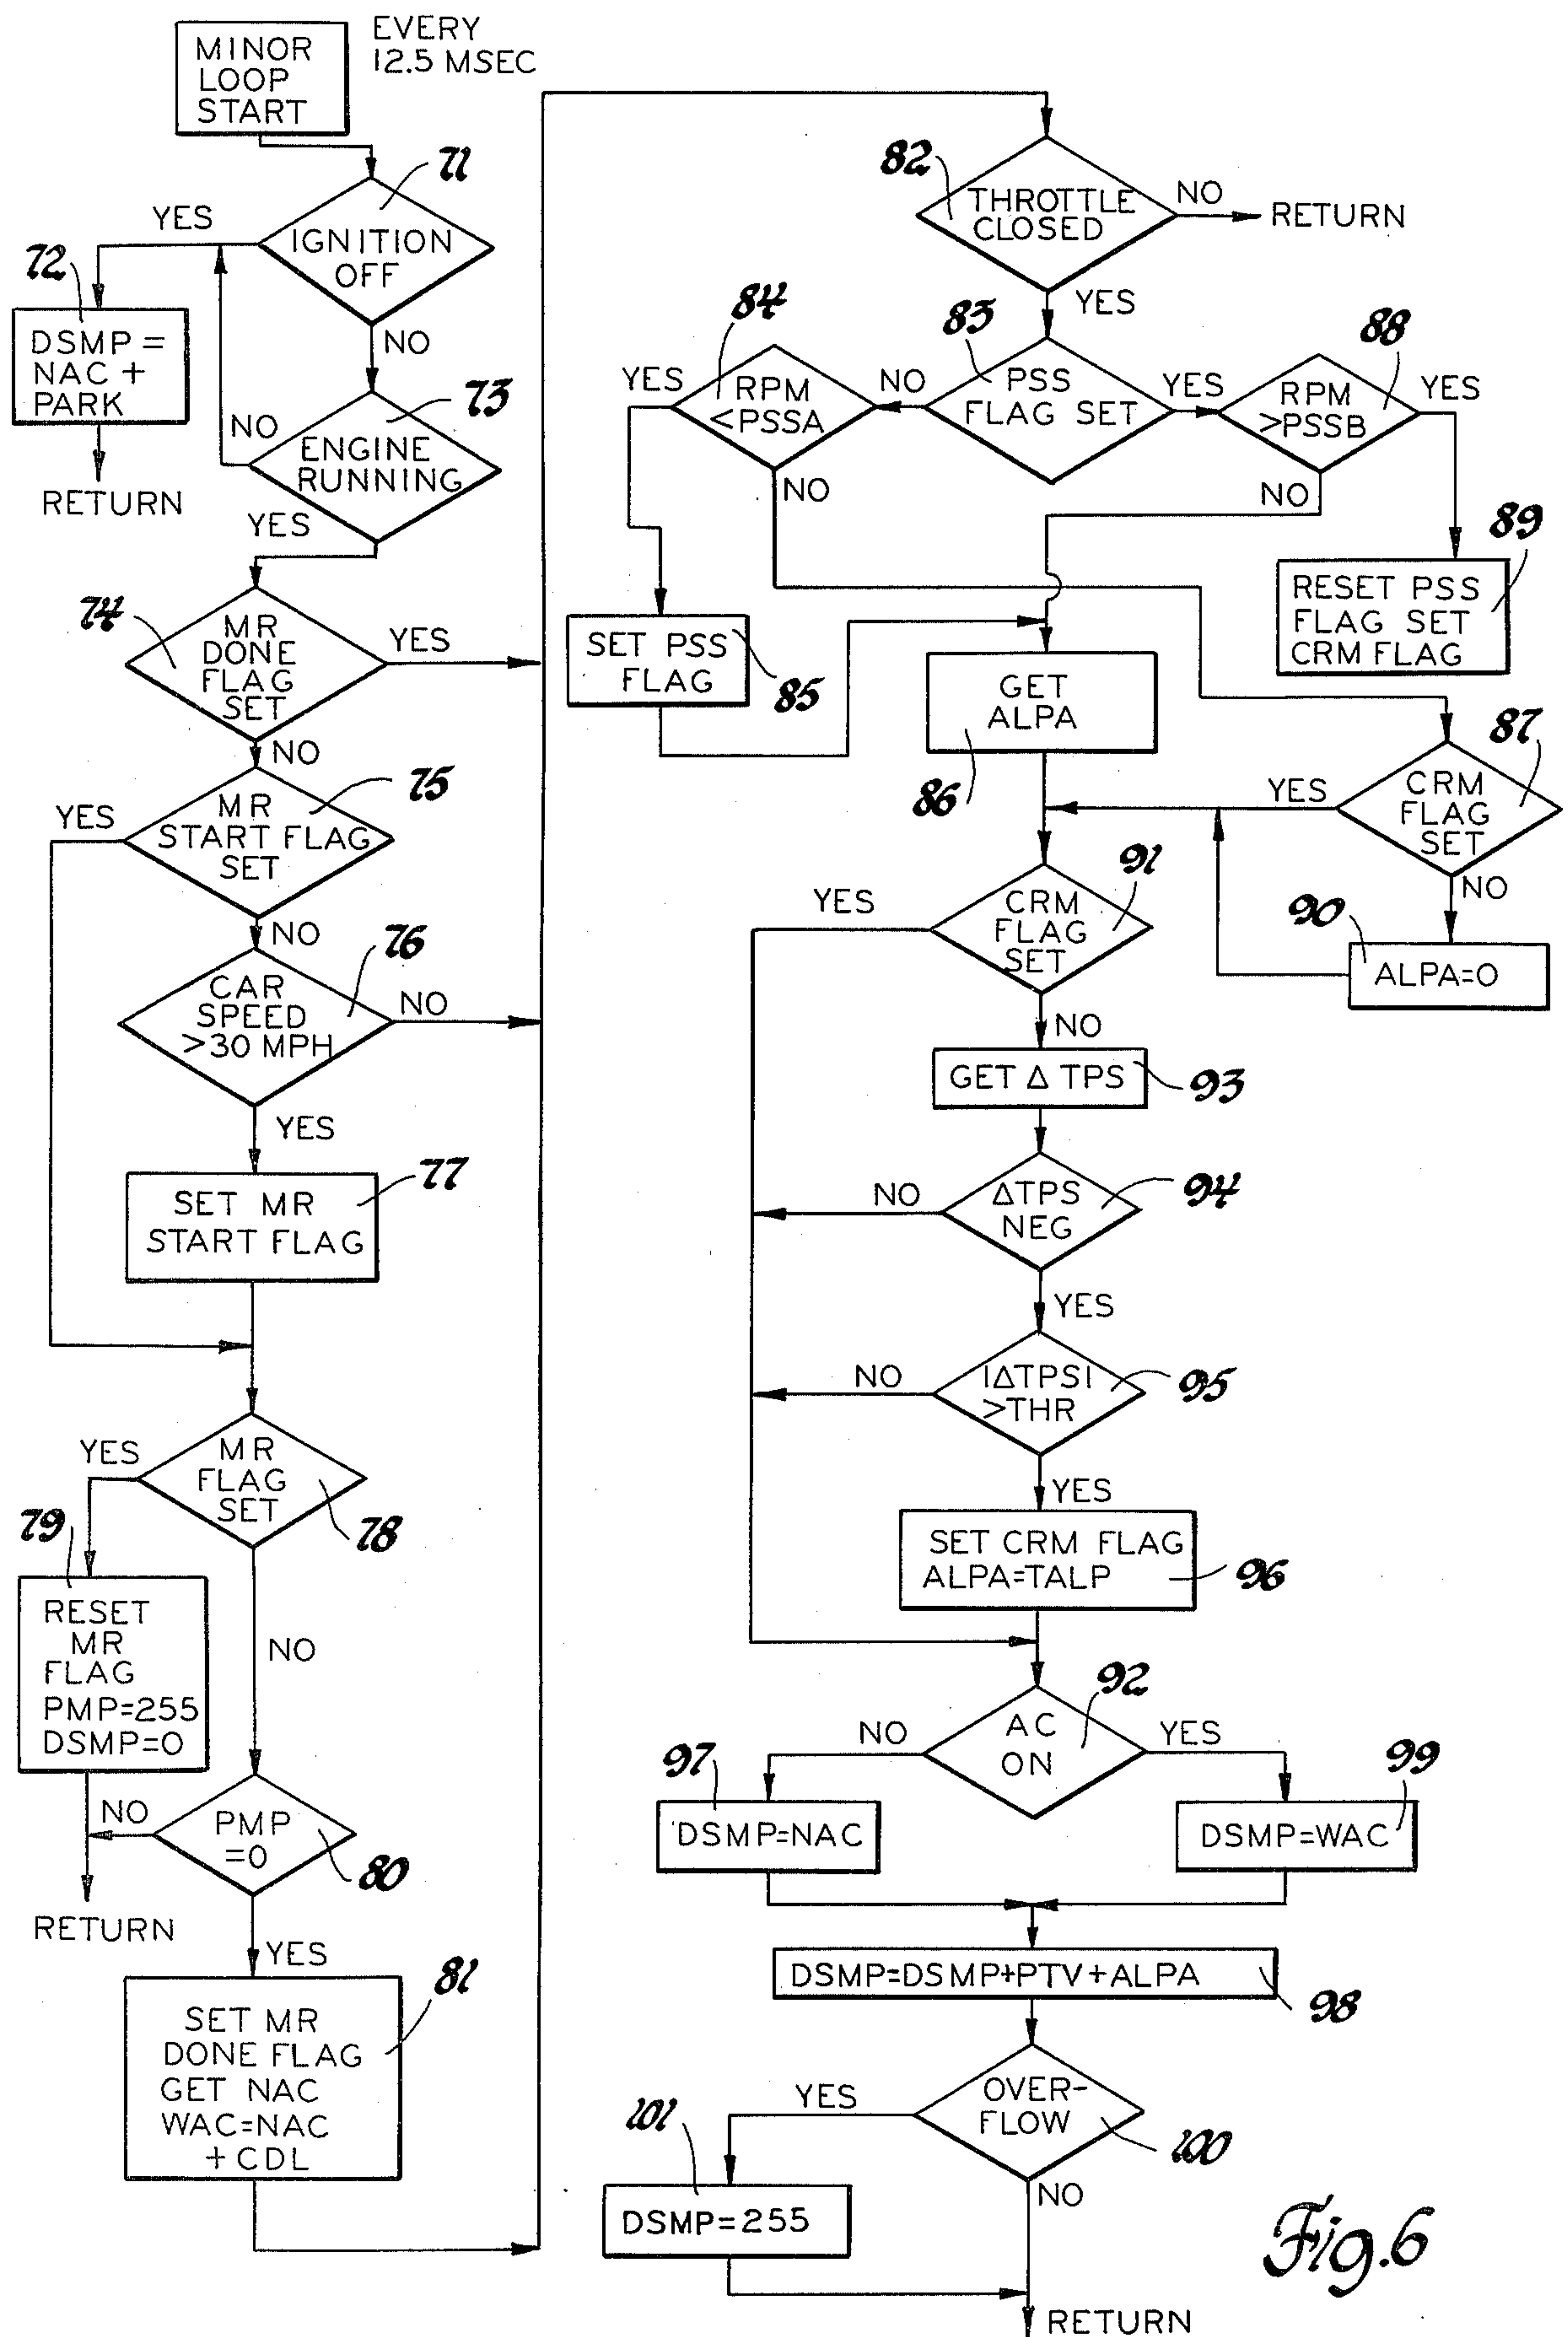 MINOR
LOOP
START
EVERY
12.5 MSEC
71
IGNITION
OFF
YES
NO
72
DSMP =
NAC +
PARK
RETURN
73
ENGINE
RUNNING
NO
YES
74
MR
DONE
FLAG
SET
YES
NO
75
MR
START FLAG
SET
YES
NO
76
CAR
SPEED
>30 MPH
NO
YES
77
SET MR
START FLAG
78
MR
FLAG
SET
YES
NO
79
RESET
MR
FLAG
PMP=255
DSMP=0
80
PMP
=0
NO
RETURN
YES
81
SET MR
DONE FLAG
GET NAC
WAC=NAC
+CDL
82
THROTTLE
CLOSED
NO
RETURN
YES
83
PSS
FLAG SET
NO
YES
84
RPM
<PSSA
YES
NO
88
RPM
>PSSB
YES
NO
89
RESET PSS
FLAG SET
CRM FLAG
SET PSS
FLAG
85
GET
ALPA
86
87
CRM
FLAG
SET
YES
NO
90
ALPA=0
91
CRM
FLAG
SET
YES
NO
GET Δ TPS
93
ΔTPS
NEG
94
NO
YES
|ΔTPS|
>THR
95
NO
YES
SET CRM FLAG
ALPA=TALP
96
92
AC
ON
NO
YES
97
DSMP=NAC
99
DSMP=WAC
DSMP=DSMP+PTV+ALPA
98
OVER-
FLOW
100
YES
NO
101
DSMP=255
RETURN
Fig.6